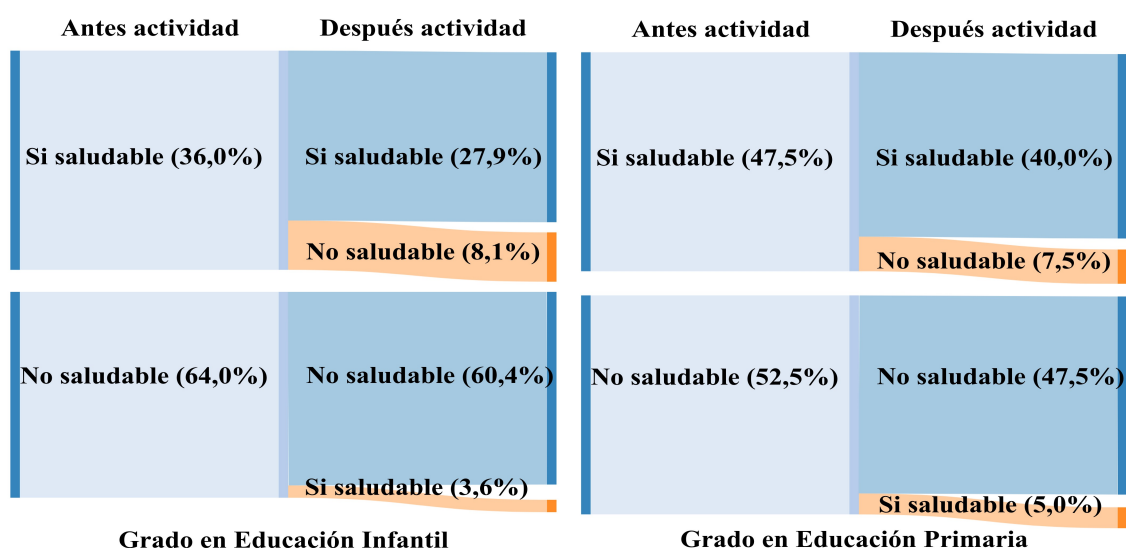 Antes actividad
Después actividad
Si saludable (36,0%)
Si saludable (27,9%)
No saludable (8,1%)
No saludable (64,0%)
No saludable (60,4%)
Si saludable (3,6%)
Grado en Educación Infantil
Antes actividad
Después actividad
Si saludable (47,5%)
Si saludable (40,0%)
No saludable (7,5%)
No saludable (52,5%)
No saludable (47,5%)
Si saludable (5,0%)
Grado en Educación Primaria